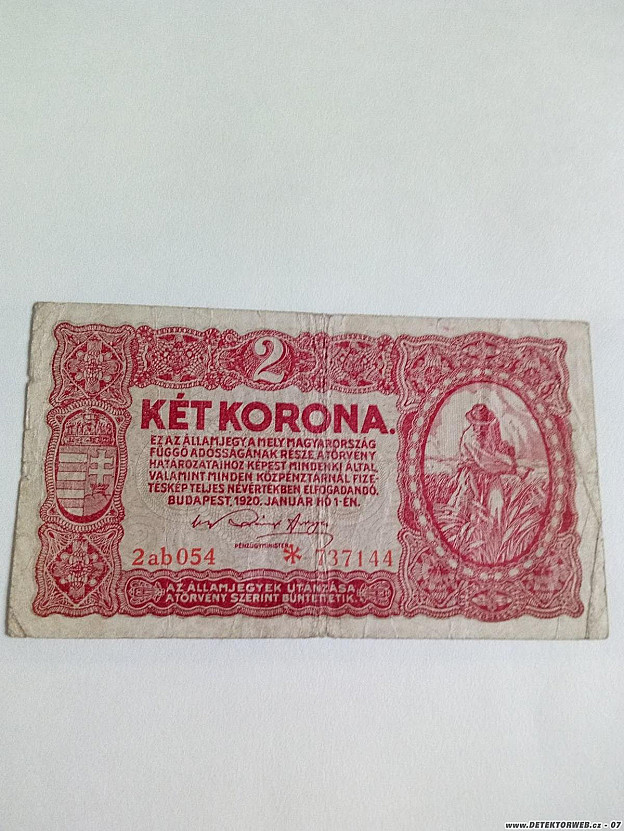 2
KÉT KORONA.
EZ AZ ÁLLAMJEGY A MELY MAGYARORSZÁG
FÜGGŐ ADÓSSÁGÁNAK RÉSZE, A TÖRVÉNY
HATÁROZATAIHOZ KÉPEST MINDENKI ÁLTAL,
VALAMINT MINDEN KÖZPÉNZTÁRNÁL FIZE-
TÉSKÉP TELJES NÉVÉRTÉKBEN ELFOGADANDÓ.
BUDAPEST, 1920. JANUÁR HÓ 1-ÉN.
PÉNZÜGYMINISTER
2ab054 * 737144
AZ ÁLLAMJEGYEK UTÁNZÁSA
A TÖRVÉNY SZERINT BÜNTETTETIK.
www.DETEKTORWEB.cz - 07